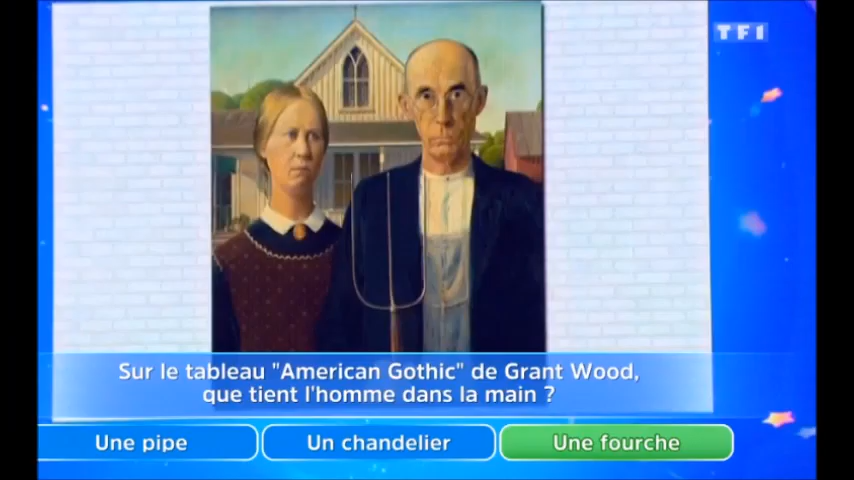 TF1
Sur le tableau "American Gothic" de Grant Wood,
que tient l'homme dans la main ?
Une pipe
Un chandelier
Une fourche